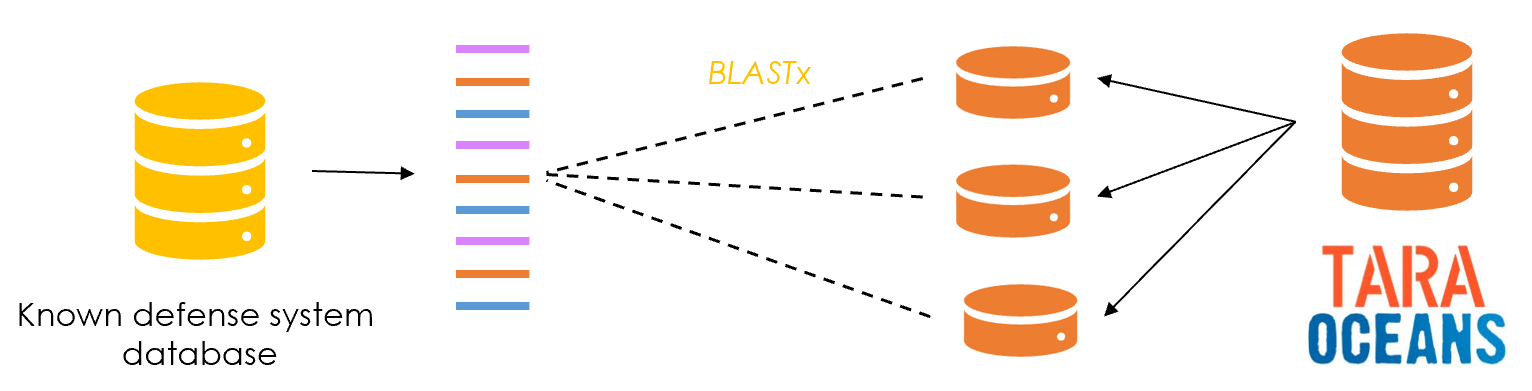 BLASTx
Known defense system
database
TARA
OCEANS